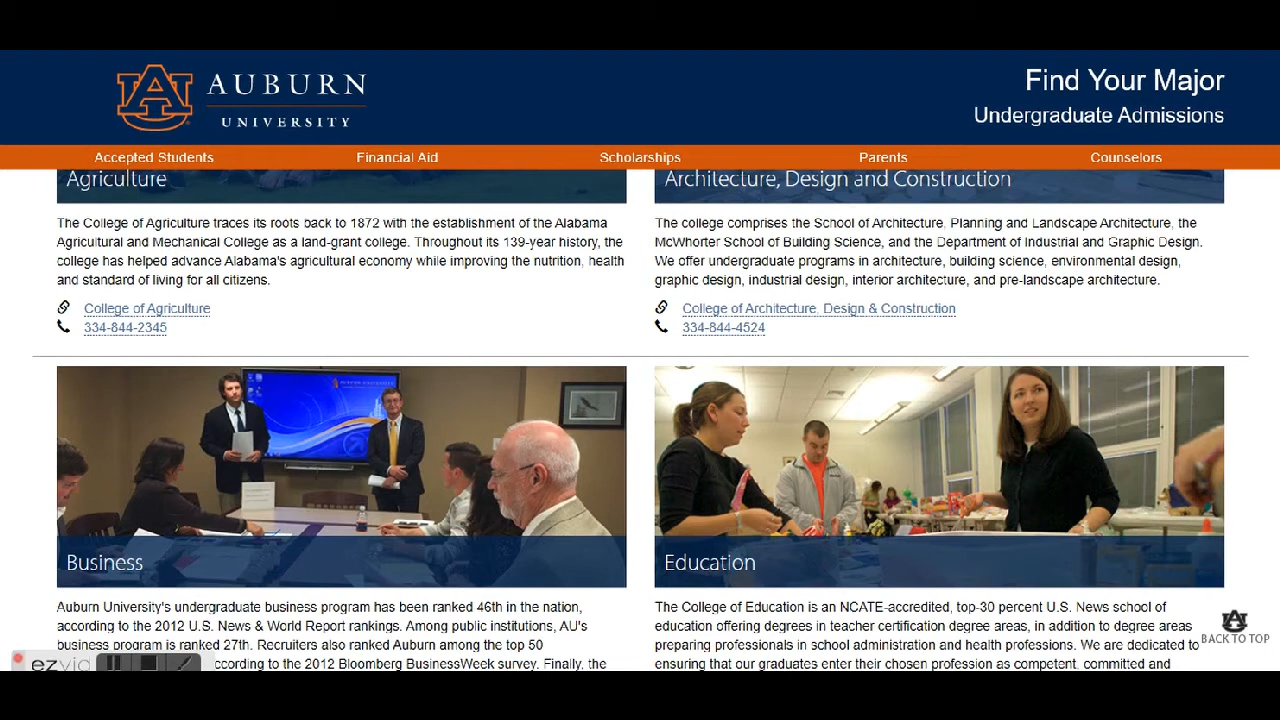 AUBURN
UNIVERSITY
Find Your Major
Undergraduate Admissions
Accepted Students
Financial Aid
Scholarships
Parents
Counselors
Agriculture
The College of Agriculture traces its roots back to 1872 with the establishment of the Alabama
Agricultural and Mechanical College as a land-grant college. Throughout its 139-year history, the
college has helped advance Alabama's agricultural economy while improving the nutrition, health
and standard of living for all citizens.
College of Agriculture
334-844-2345
Architecture, Design and Construction
The college comprises the School of Architecture, Planning and Landscape Architecture, the
McWhorter School of Building Science, and the Department of Industrial and Graphic Design.
We offer undergraduate programs in architecture, building science, environmental design,
graphic design, industrial design, interior architecture, and pre-landscape architecture.
College of Architecture, Design & Construction
334-844-4524
Business
Auburn University's undergraduate business program has been ranked 46th in the nation,
according to the 2012 U.S. News & World Report rankings. Among public institutions, AU's
business program is ranked 27th. Recruiters also ranked Auburn among the top 50
ccording to the 2012 Bloomberg BusinessWeek survey. Finally, the
Education
The College of Education is an NCATE-accredited, top-30 percent U.S. News school of
education offering degrees in teacher certification degree areas, in addition to degree areas
preparing professionals in school administration and health professions. We are dedicated to
ensuring that our graduates enter their chosen profession as competent, committed and
BACK TO TOP
ezvid